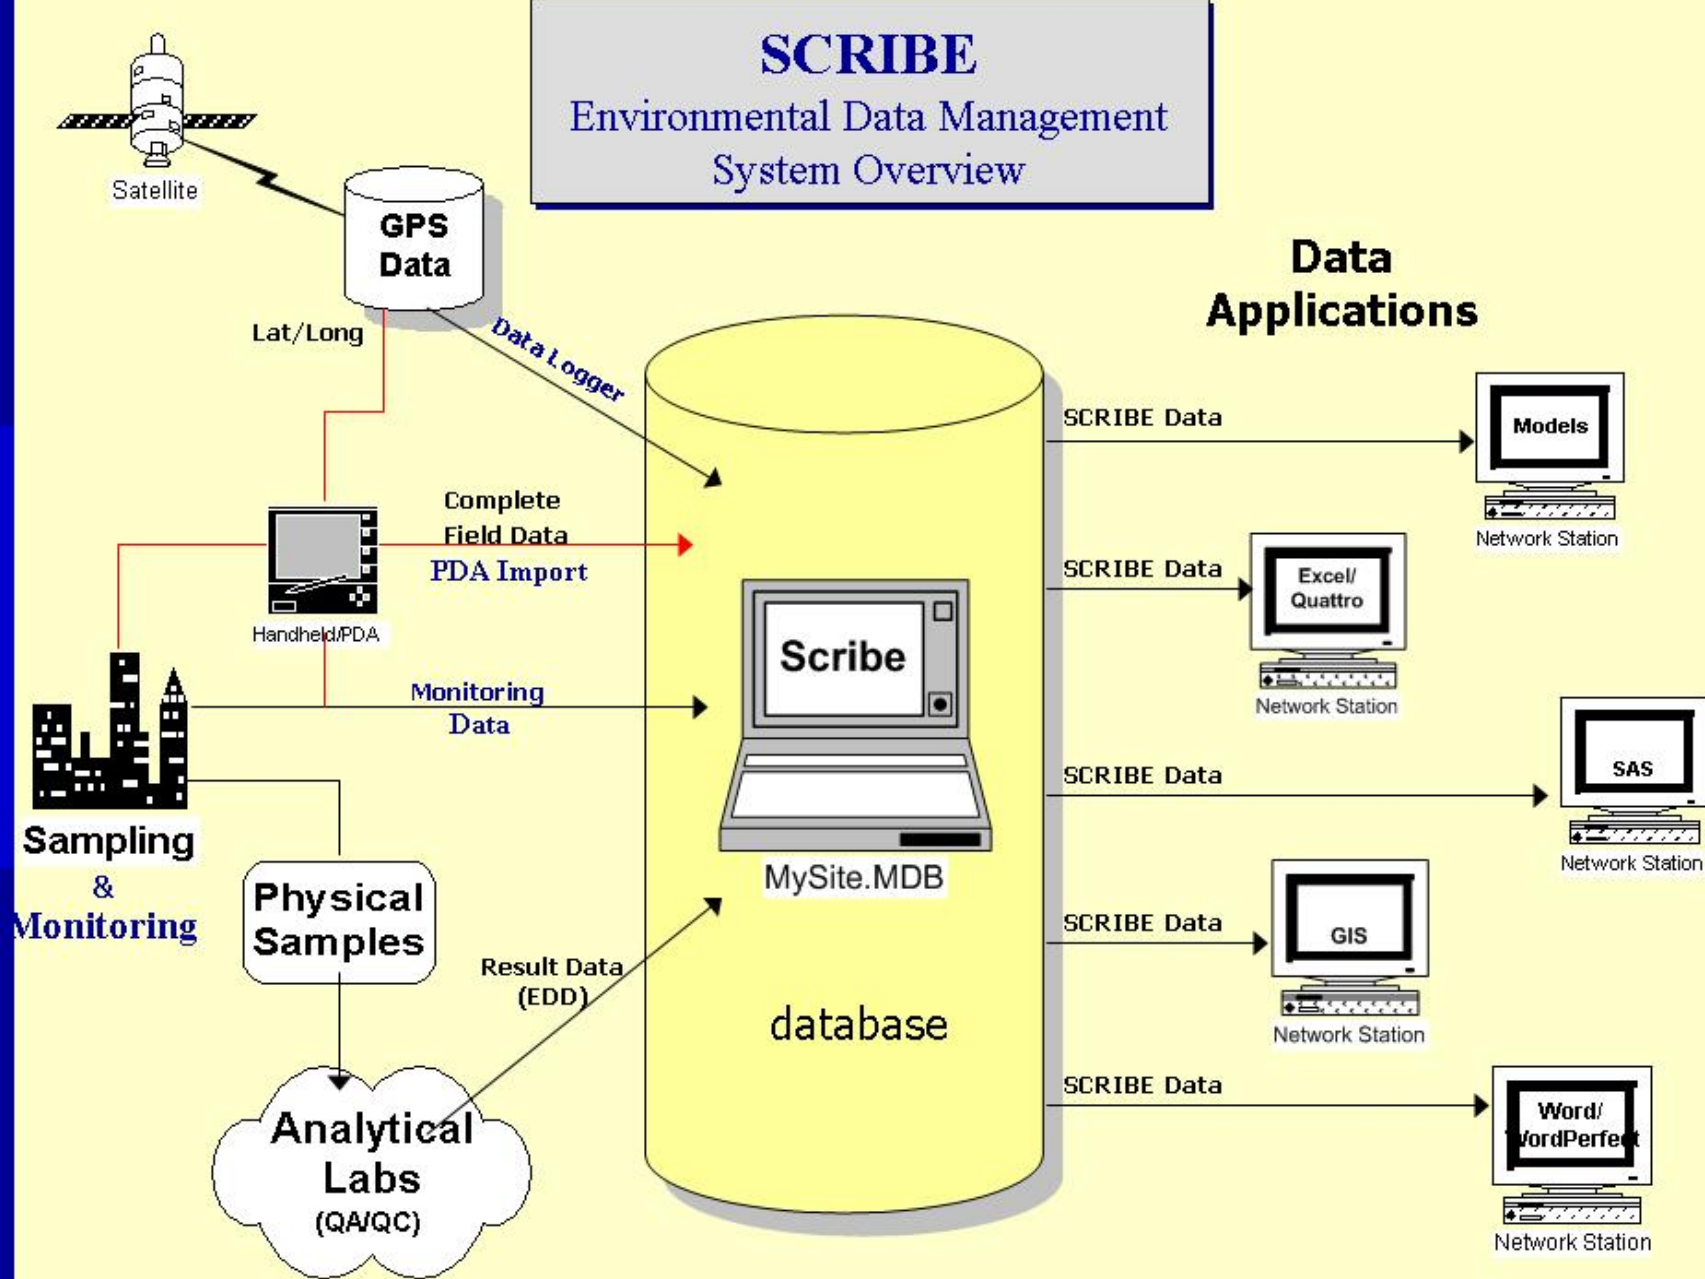 SCRIBE
Environmental Data Management
System Overview
Satellite
GPS
Data
Lat/Long
Data Logger
Complete
Field Data
PDA Import
Handheld/PDA
Monitoring
Data
Sampling
&
Monitoring
Physical
Samples
Result Data
(EDD)
Analytical
Labs
(QA/QC)
Scribe
MySite.MDB
database
Data
Applications
SCRIBE Data
Models
Network Station
SCRIBE Data
Excel/
Quattro
Network Station
SCRIBE Data
SAS
Network Station
SCRIBE Data
GIS
Network Station
SCRIBE Data
Word/
WordPerfect
Network Station